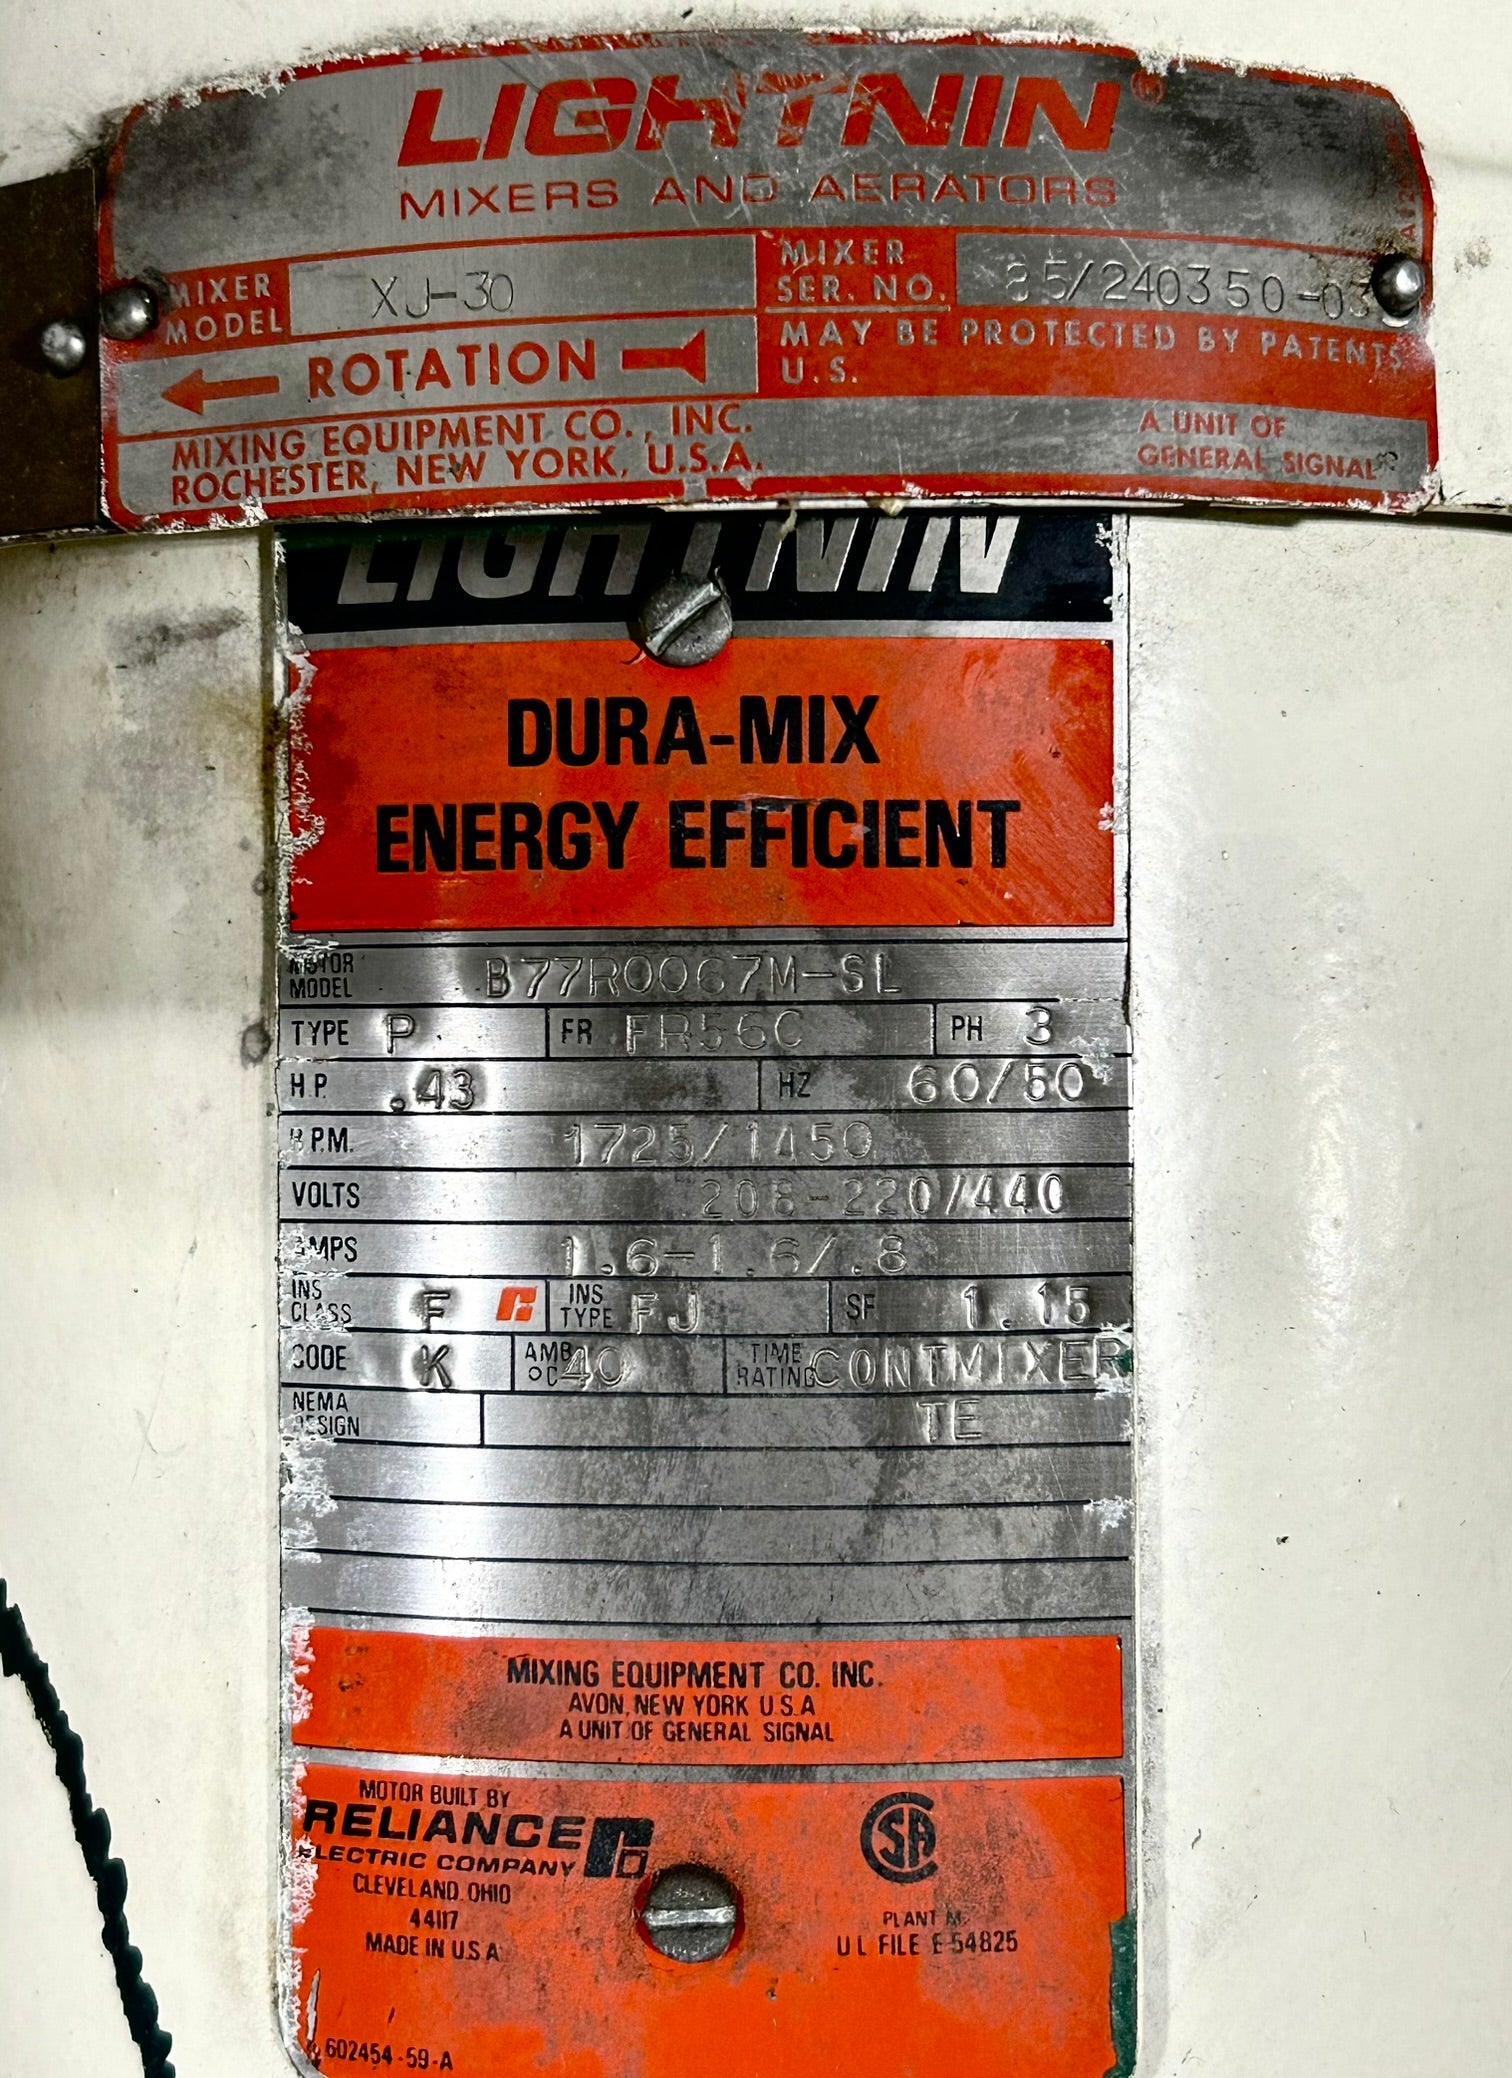 LIGHTNIN®
MIXERS AND AERATORS
MIXER MODEL XJ-30
MIXER SER. NO. 85/240350-03
ROTATION
MAY BE PROTECTED BY PATENTS U.S.
MIXING EQUIPMENT CO., INC.
ROCHESTER, NEW YORK, U.S.A.
A UNIT OF
GENERAL SIGNAL
LIGHTNIN
DURA-MIX
ENERGY EFFICIENT
MOTOR MODEL B77R0067M-SL
TYPE P FR FR56C PH 3
H.P. .43 HZ 60/50
R.P.M. 1725/1450
VOLTS 208-220/440
AMPS 1.6-1.6/.8
INS CLASS F INS TYPE FJ SF 1.15
CODE K AMB °C 40 TIME RATING CONTMIXER
NEMA DESIGN TE
MIXING EQUIPMENT CO. INC.
AVON, NEW YORK U.S.A
A UNIT OF GENERAL SIGNAL
MOTOR BUILT BY
RELIANCE
ELECTRIC COMPANY
CLEVELAND, OHIO
44117
MADE IN U.S.A
SA
PLANT
UL FILE E-54825
602454-59-A